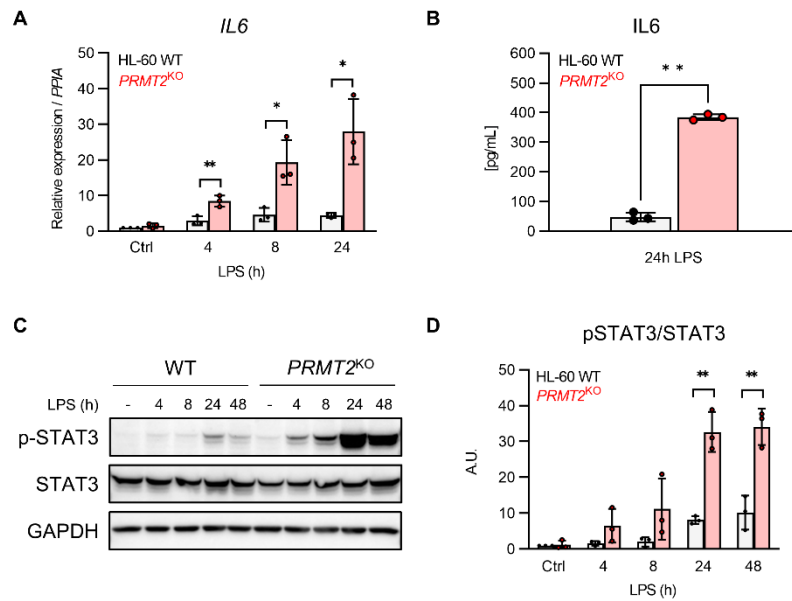 A
IL6
Relative expression / PPIA
50
40
30
20
10
0
HL-60 WT
PRMT2KO
**
*
*
Ctrl 4 8 24
LPS (h)
B
IL6
[pg/mL]
600
500
400
300
200
100
0
HL-60 WT
PRMT2KO
* *
24h LPS
C
WT PRMT2KO
LPS (h) - 4 8 24 48 - 4 8 24 48
p-STAT3
STAT3
GAPDH
D
pSTAT3/STAT3
A.U.
50
40
30
20
10
0
HL-60 WT
PRMT2KO
** **
Ctrl 4 8 24 48
LPS (h)